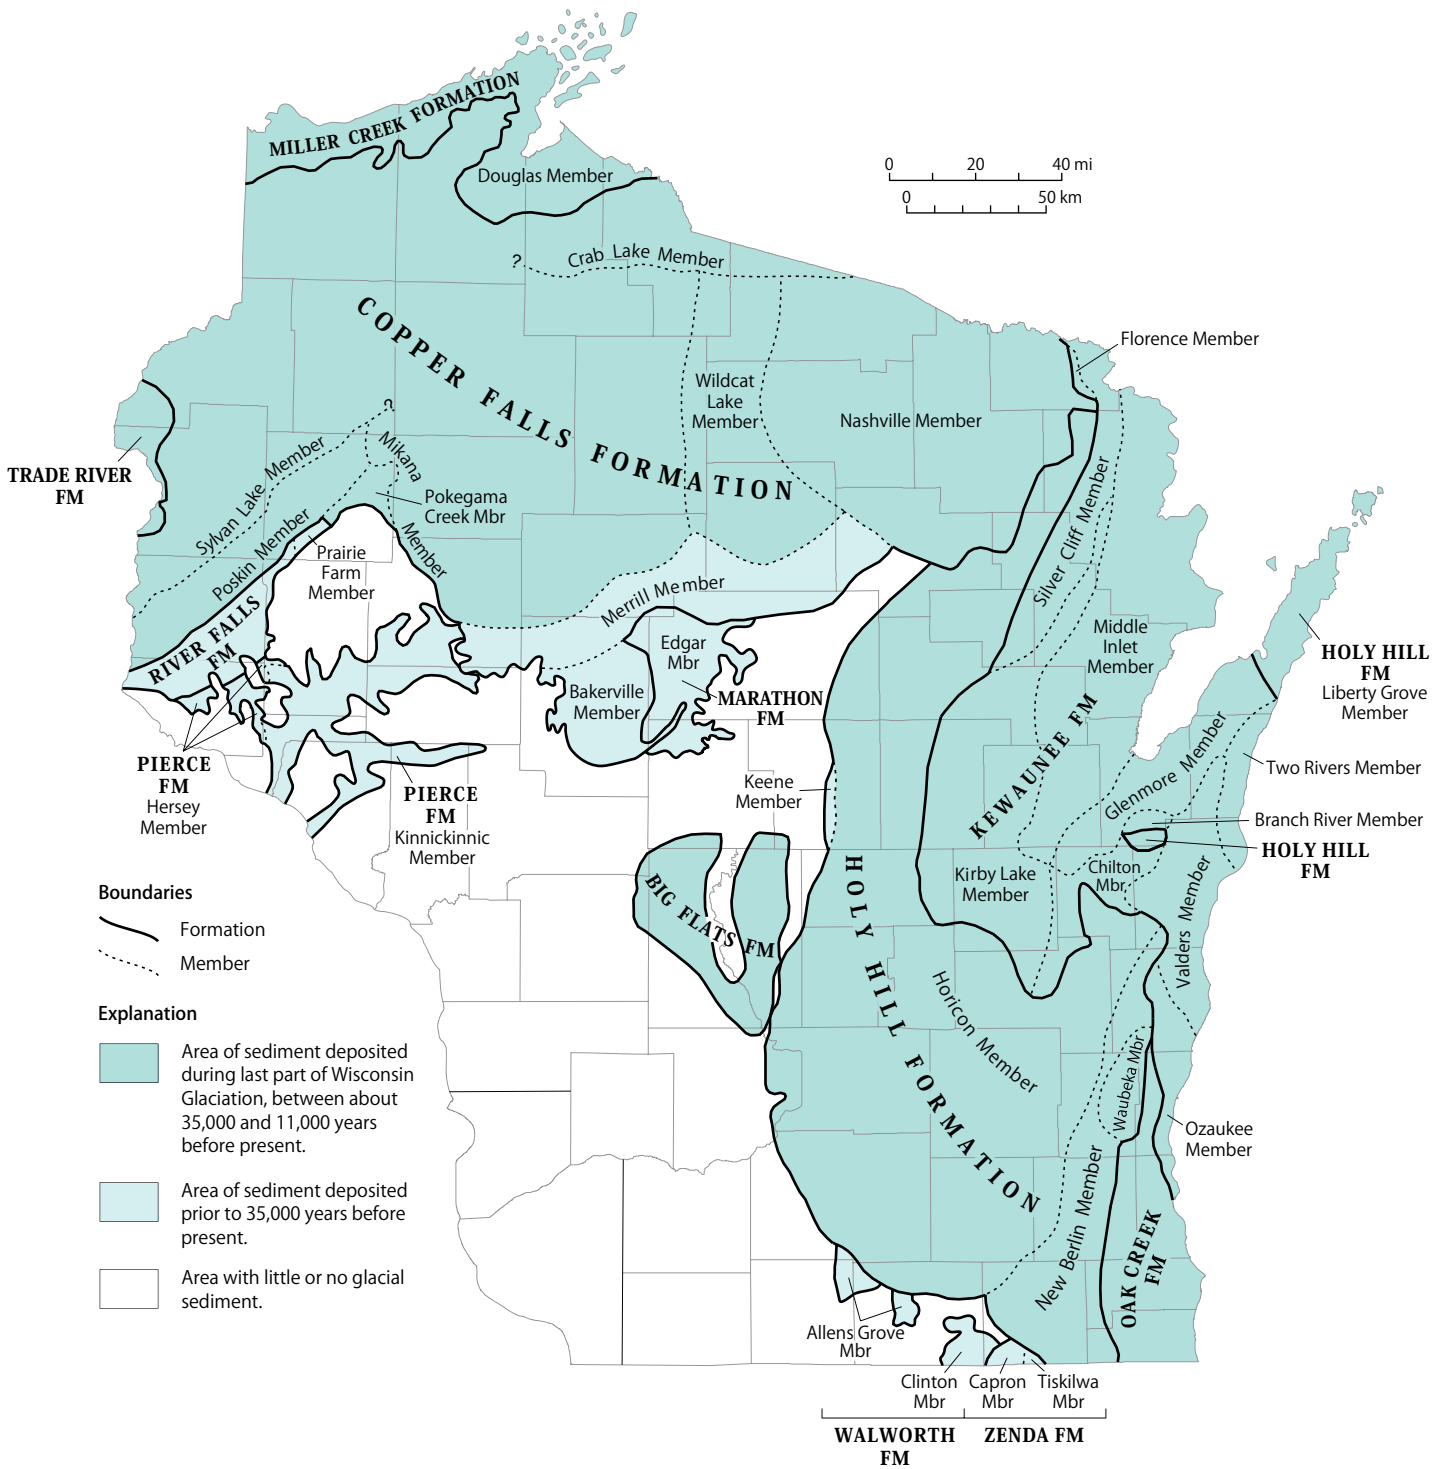 MILLER CREEK FORMATION
Douglas Member
0 20 40 mi
0 50 km
? Crab Lake Member
COPPER FALLS FORMATION
Florence Member
Wildcat
Lake
Member
Nashville Member
?
Mikana
Member
Sylvan Lake Member
TRADE RIVER
FM
Pokegama
Creek Mbr
Poskin Member
Prairie
Farm
Member
Silver Cliff Member
Merrill Member
RIVER FALLS
FM
Edgar
Mbr
Middle
Inlet
Member
HOLY HILL
FM
Liberty Grove
Member
Bakerville
Member
MARATHON
FM
KEWAUNEE FM
Glenmore Member
Two Rivers Member
PIERCE
FM
Hersey
Member
PIERCE
FM
Kinnickinnic
Member
Keene
Member
Branch River Member
HOLY HILL
FM
Chilton
Mbr
Kirby Lake
Member
BIG FLATS FM
HOLY HILL FORMATION
Valders Member
Horicon Member
Waubeka Mbr
Ozaukee
Member
New Berlin Member
OAK CREEK
FM
Boundaries
Formation
Member
Explanation
Area of sediment deposited
during last part of Wisconsin
Glaciation, between about
35,000 and 11,000 years
before present.
Area of sediment deposited
prior to 35,000 years before
present.
Area with little or no glacial
sediment.
Allens Grove
Mbr
Clinton
Mbr
Capron
Mbr
Tiskilwa
Mbr
WALWORTH
FM
ZENDA FM